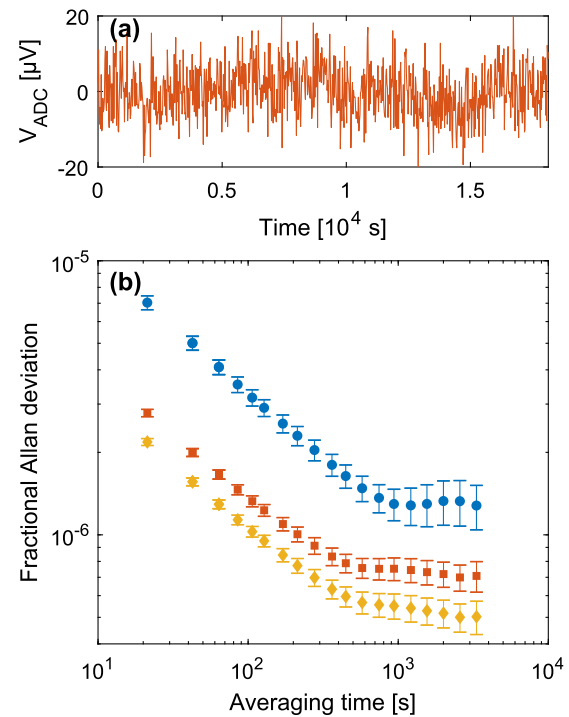 (a)
20
0
-20
V_ADC [µV]
0
0.5
1
1.5
Time [10^4 s]
(b)
10^-5
10^-6
Fractional Allan deviation
10^1
10^2
10^3
10^4
Averaging time [s]